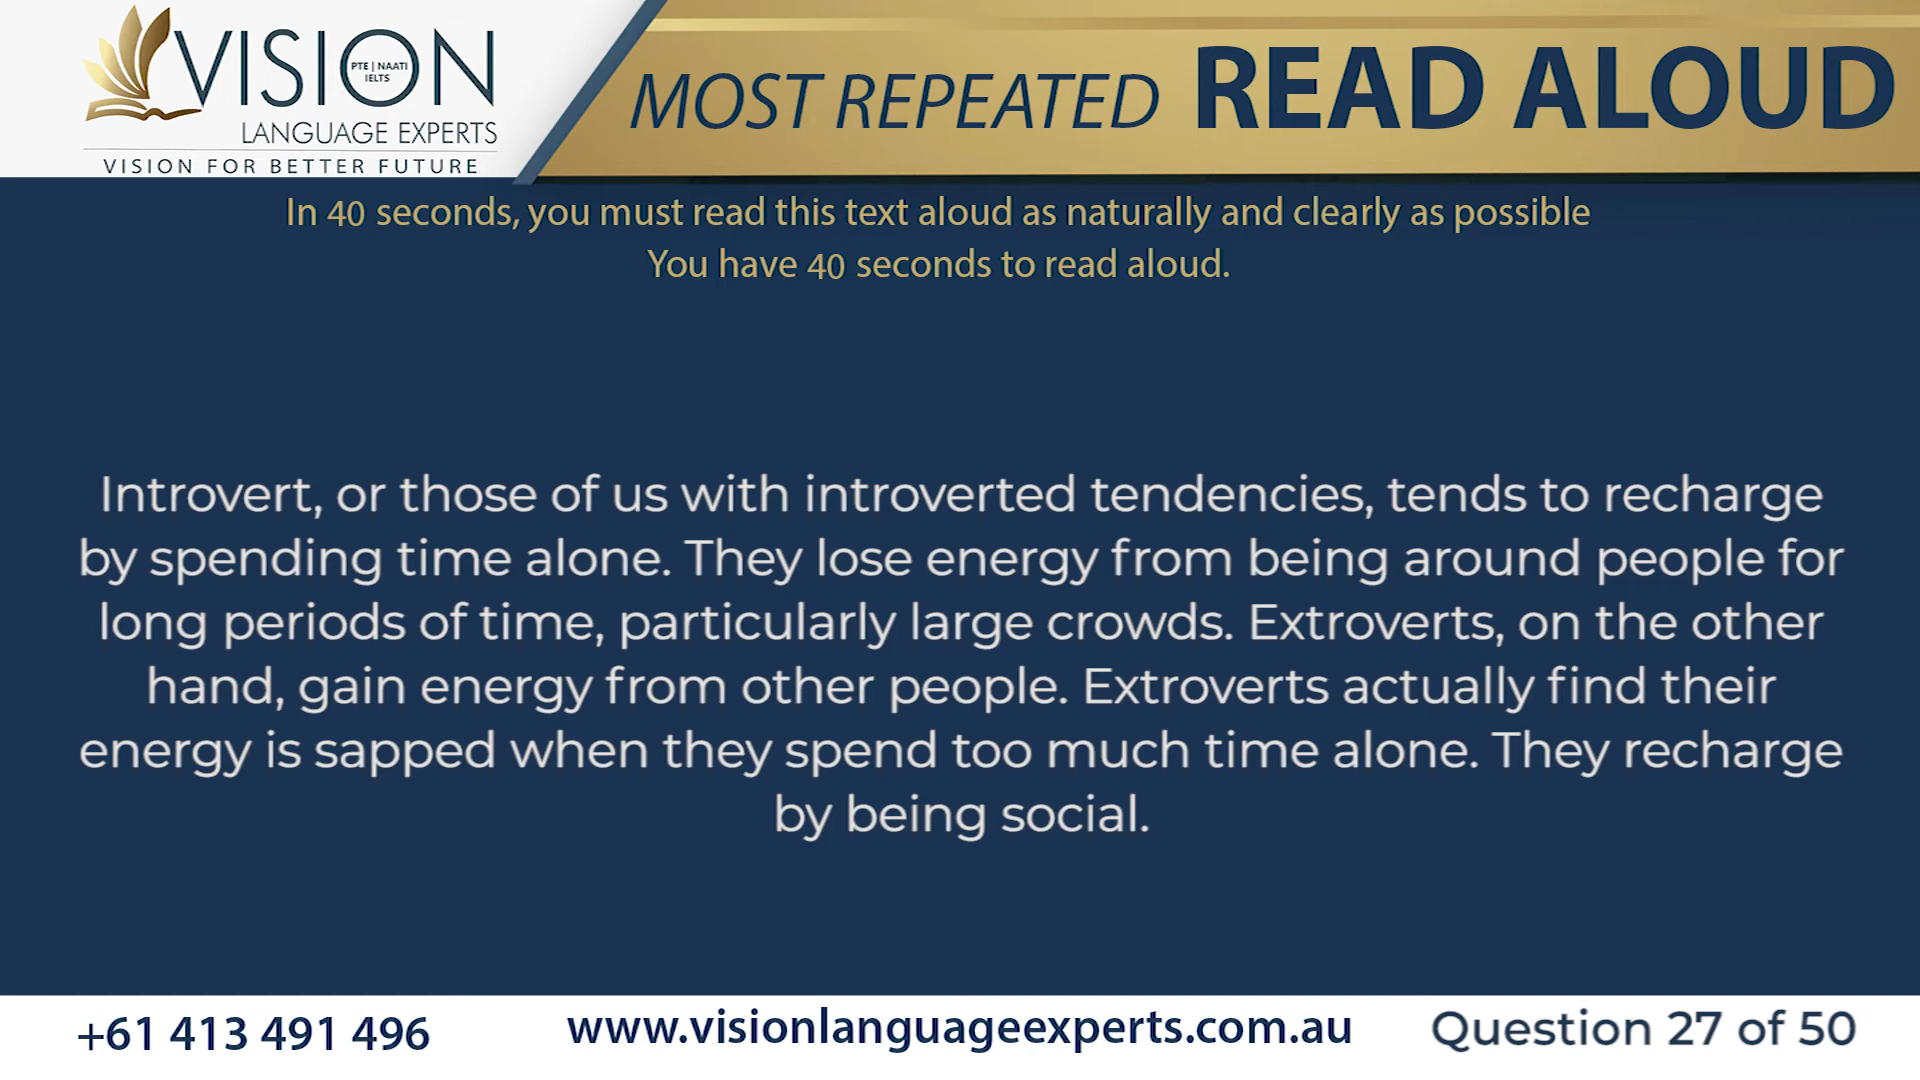 VISION
PTE | NAATI
IELTS
LANGUAGE EXPERTS
VISION FOR BETTER FUTURE
MOST REPEATED READ ALOUD
In 40 seconds, you must read this text aloud as naturally and clearly as possible
You have 40 seconds to read aloud.
Introvert, or those of us with introverted tendencies, tends to recharge
by spending time alone. They lose energy from being around people for
long periods of time, particularly large crowds. Extroverts, on the other
hand, gain energy from other people. Extroverts actually find their
energy is sapped when they spend too much time alone. They recharge
by being social.
+61 413 491 496
www.visionlanguageexperts.com.au
Question 27 of 50